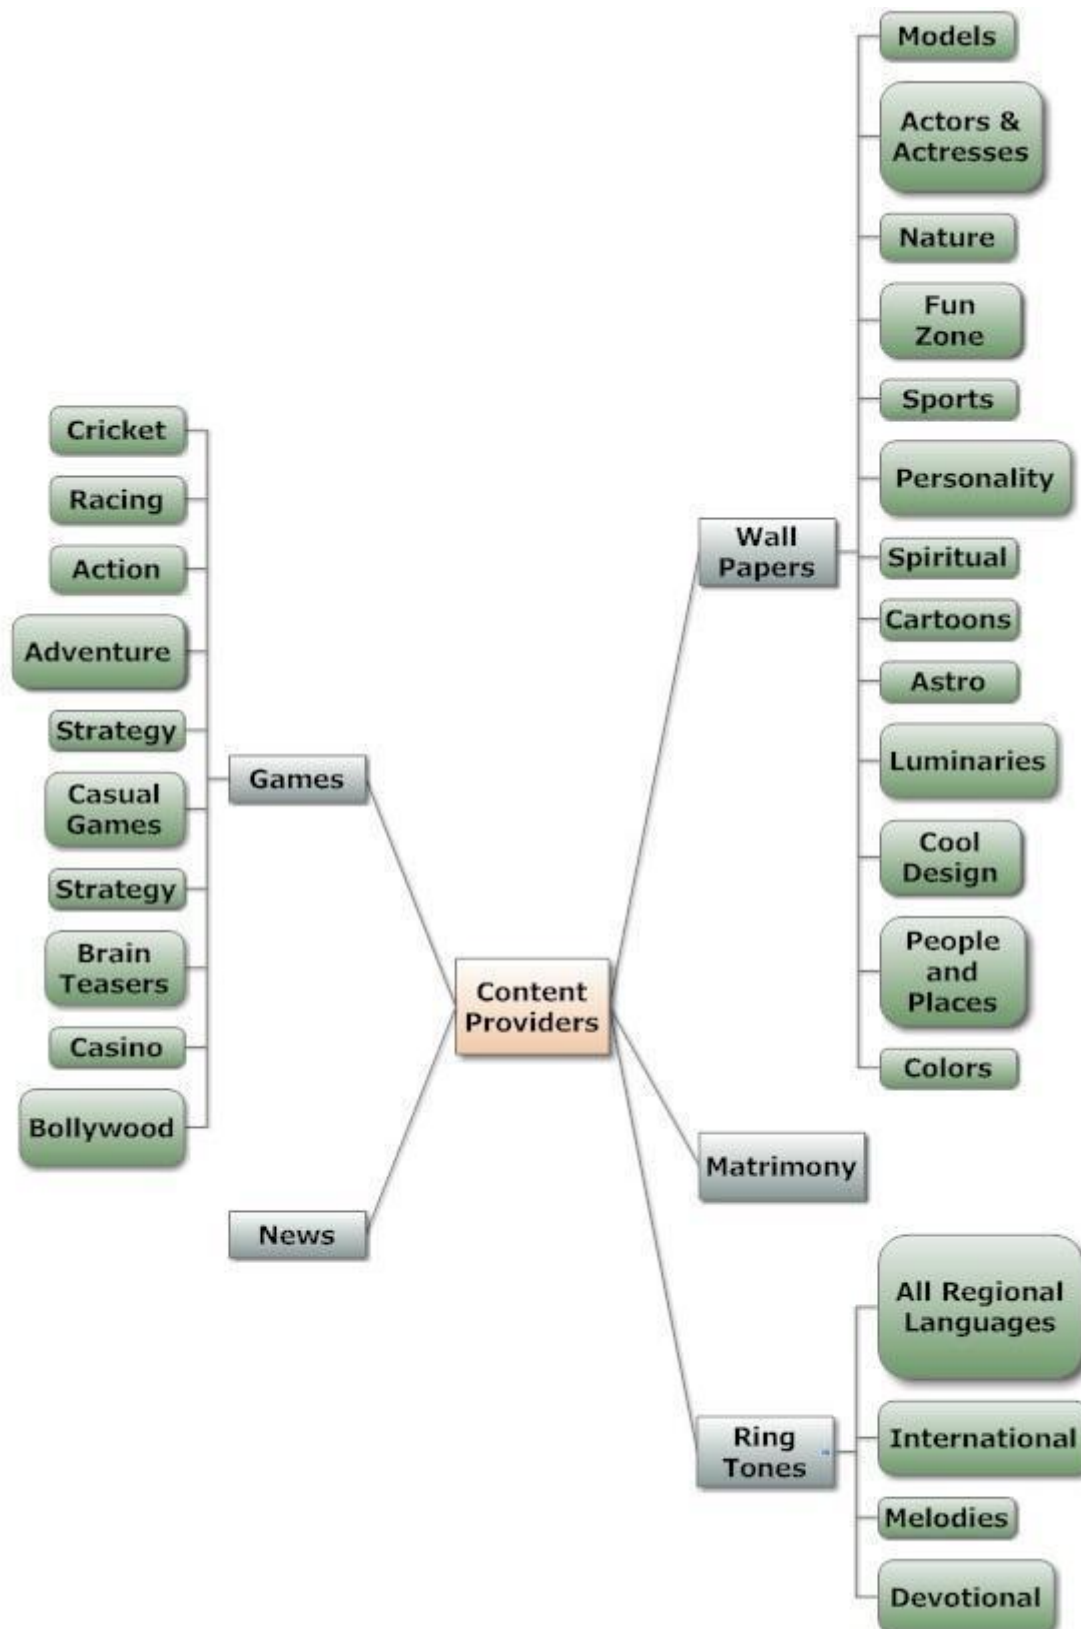 Models
Actors &
Actresses
Nature
Fun
Zone
Sports
Personality
Wall
Papers
Spiritual
Cartoons
Astro
Luminaries
Cool
Design
People
and
Places
Colors
Cricket
Racing
Action
Adventure
Strategy
Games
Casual
Games
Strategy
Brain
Teasers
Casino
Bollywood
Content
Providers
News
Matrimony
Ring
Tones
All Regional
Languages
International
Melodies
Devotional